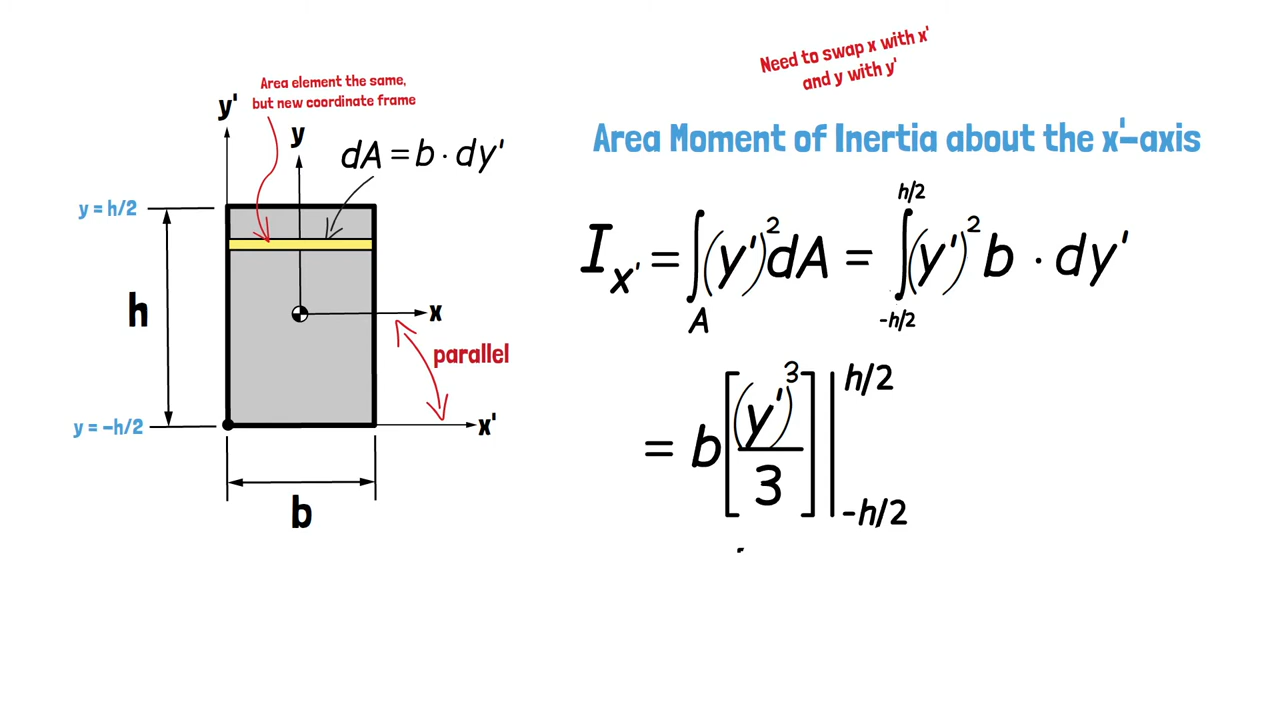 Need to swap x with x'
and y with y'
Area element the same,
but new coordinate frame
y'
y
dA = b · dy'
y = h/2
h
x
parallel
y = -h/2
x'
b
Area Moment of Inertia about the x'-axis
I_x' = ∫_A (y')² dA = ∫_{-h/2}^{h/2} (y')² b · dy'
= b [(y')³/3] |_{-h/2}^{h/2}